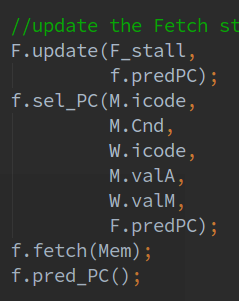 //update the Fetch st
F.update(F_stall,
f.predPC);
f.sel_PC(M.icode,
M.Cnd,
W.icode,
M.valA,
W.valM,
F.predPC);
f.fetch(Mem);
f.pred_PC();